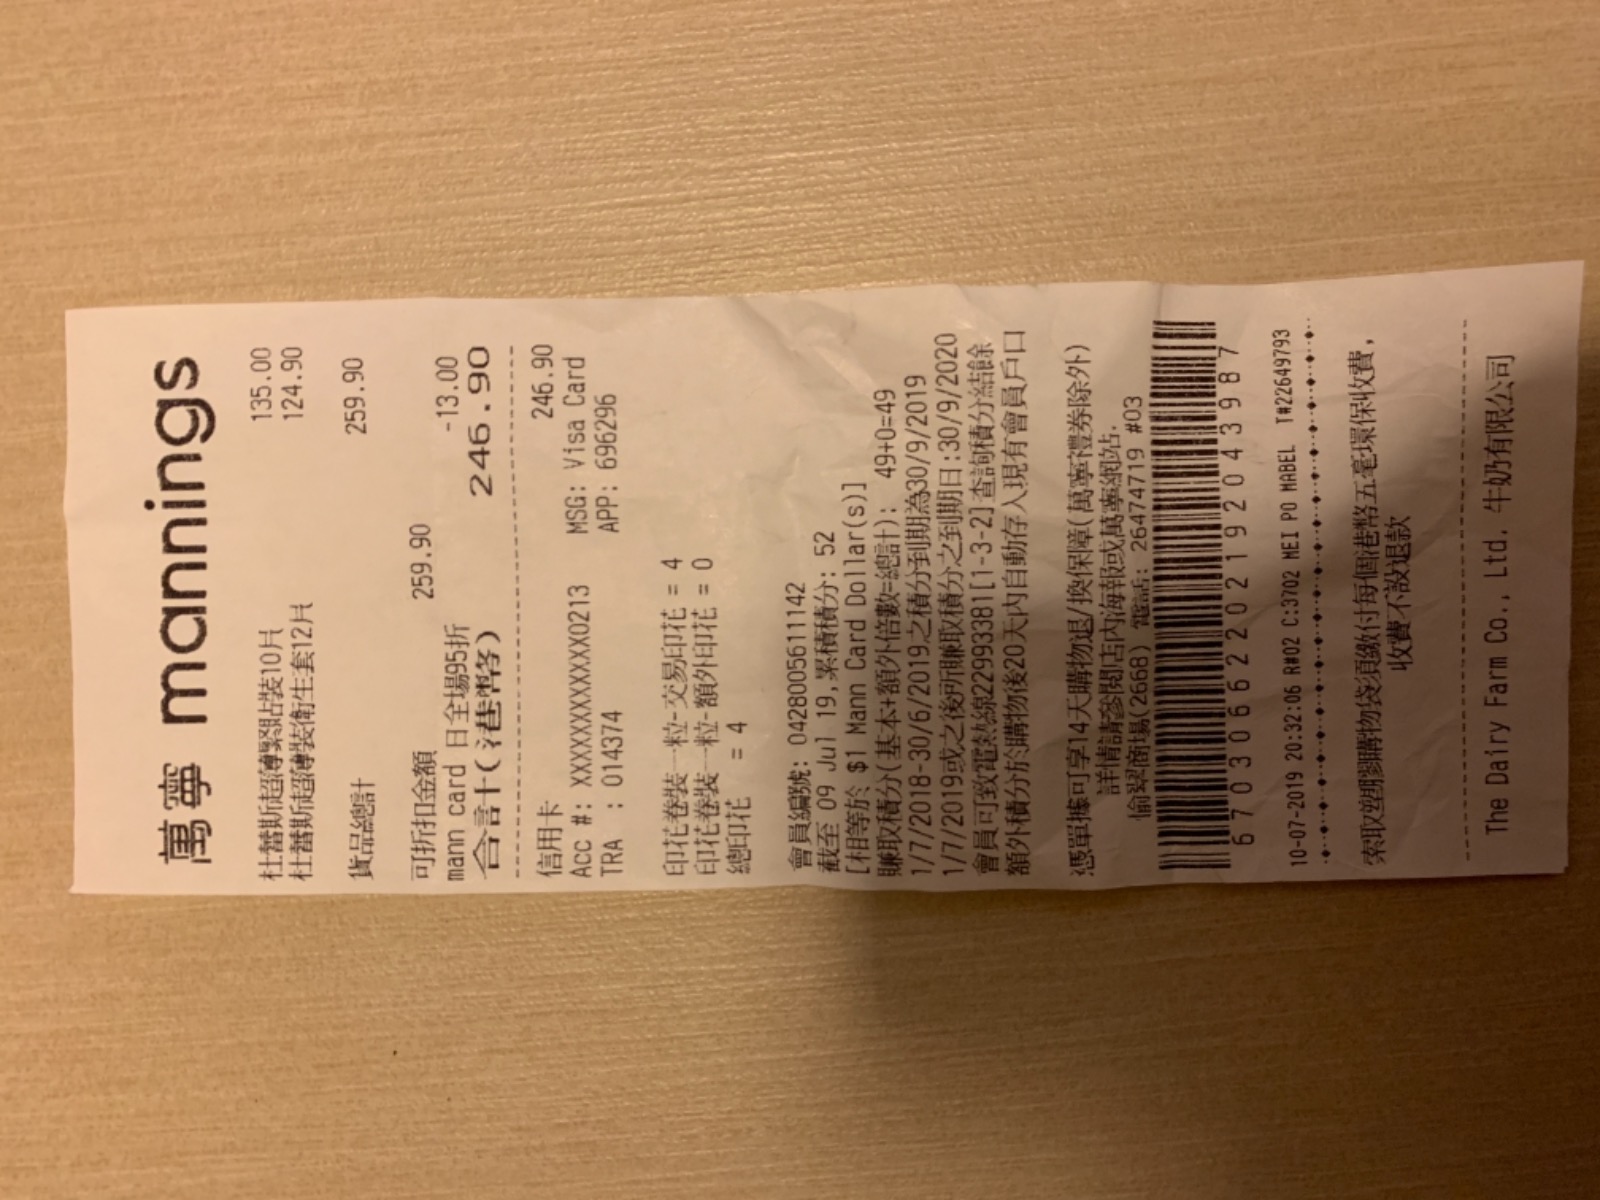 萬寧 mannings
杜蕾斯超薄緊貼裝10片 135.00
杜蕾斯超薄裝衛生套12片 124.90
貨品總計 259.90
可折扣金額 259.90
mann card 日全場95折 -13.00
合計(港幣) 246.90
信用卡 246.90
ACC #: XXXXXXXXXXXX0213 MSG: Visa Card
TRA : 014374 APP: 696296
印花卷裝一粒-交易印花 = 4
印花卷裝一粒-額外印花 = 0
總印花 = 4
會員編號: 0428005611142
截至 09 Jul 19,累積積分: 52
[相等於 $1 Mann Card Dollar(s)]
賺取積分(基本+額外倍數=總計): 49+0=49
1/7/2018-30/6/2019之積分到期為30/9/2019
1/7/2019或之後所賺取積分之到期日:30/9/2020
會員可致電熱線22993381[1-3-2]查詢積分結餘
額外積分於購物後20天內自動存入現有會員戶口
憑單據可享14天購物退/換保障(萬寧禮券除外)
詳情請參閱店內海報或萬寧網站.
愉翠商場(2668) 電話: 26474719 #03
6703066220219204 3987
10-07-2019 20:32:06 R#02 C:3702 MEI PO MABEL T#22649793
索取塑膠購物袋須繳付每個港幣五毫環保收費,
收費不設退款
The Dairy Farm Co., Ltd. 牛奶有限公司